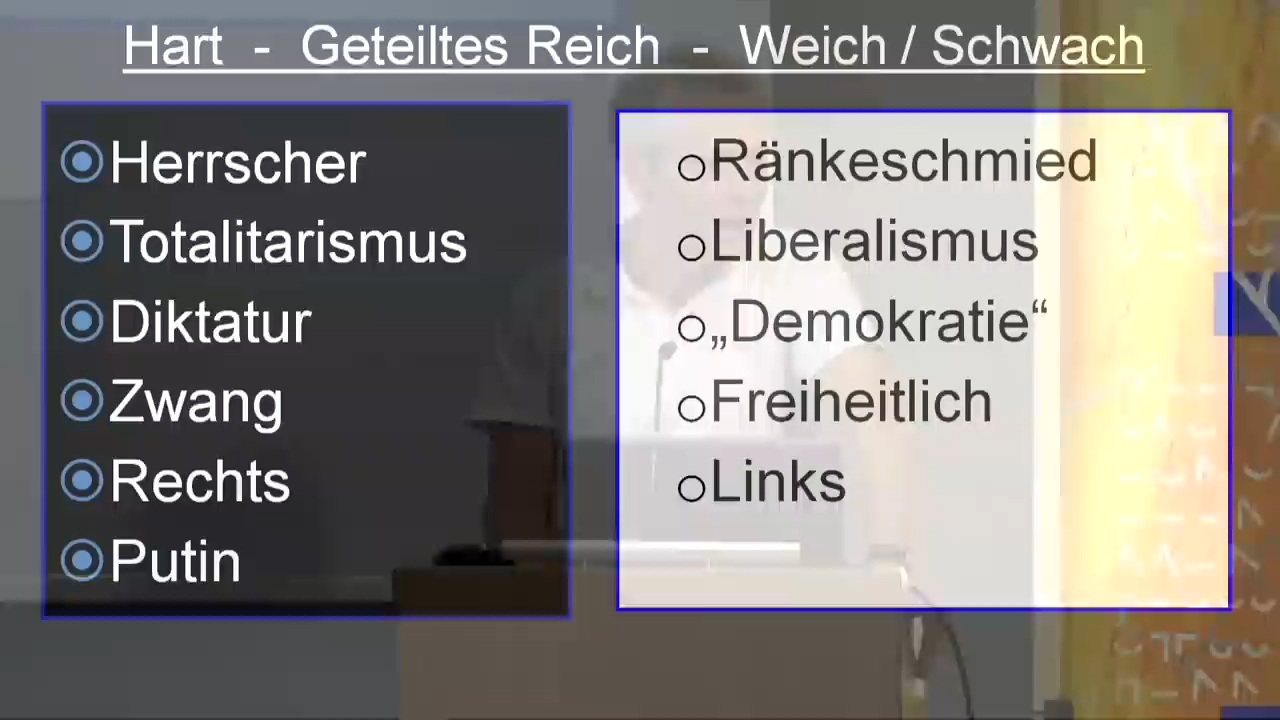 Hart - Geteiltes Reich - Weich / Schwach
Herrscher
Totalitarismus
Diktatur
Zwang
Rechts
Putin
Ränkeschmied
Liberalismus
„Demokratie“
Freiheitlich
Links